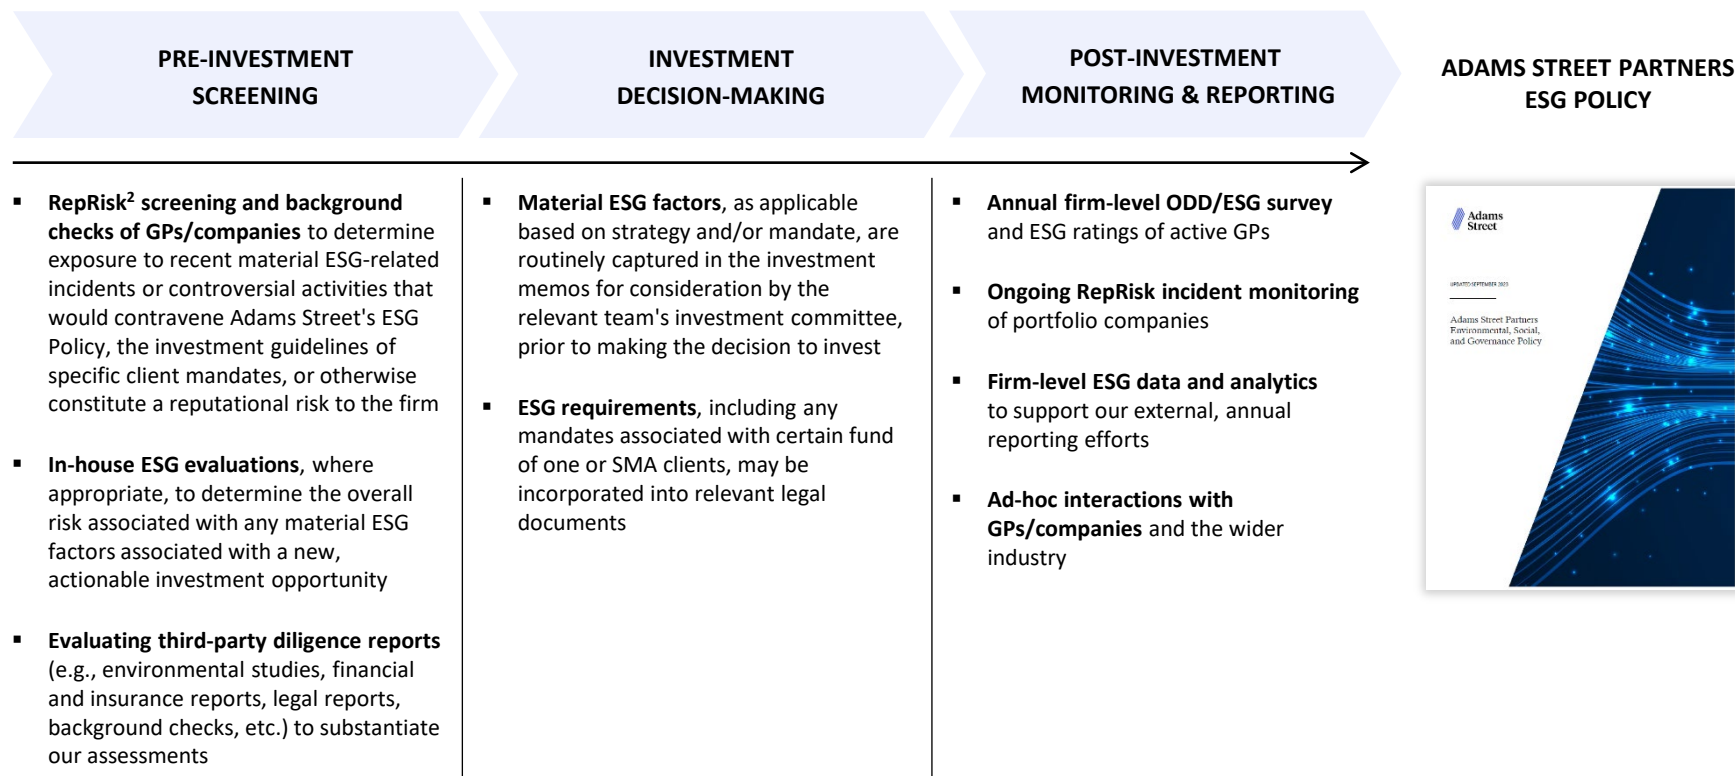 PRE-INVESTMENT
SCREENING
INVESTMENT
DECISION-MAKING
POST-INVESTMENT
MONITORING & REPORTING
ADAMS STREET PARTNERS
ESG POLICY
▪ RepRisk² screening and background
checks of GPs/companies to determine
exposure to recent material ESG-related
incidents or controversial activities that
would contravene Adams Street's ESG
Policy, the investment guidelines of
specific client mandates, or otherwise
constitute a reputational risk to the firm
▪ In-house ESG evaluations, where
appropriate, to determine the overall
risk associated with any material ESG
factors associated with a new,
actionable investment opportunity
▪ Evaluating third-party diligence reports
(e.g., environmental studies, financial
and insurance reports, legal reports,
background checks, etc.) to substantiate
our assessments
▪ Material ESG factors, as applicable
based on strategy and/or mandate, are
routinely captured in the investment
memos for consideration by the
relevant team's investment committee,
prior to making the decision to invest
▪ ESG requirements, including any
mandates associated with certain fund
of one or SMA clients, may be
incorporated into relevant legal
documents
▪ Annual firm-level ODD/ESG survey
and ESG ratings of active GPs
▪ Ongoing RepRisk incident monitoring
of portfolio companies
▪ Firm-level ESG data and analytics
to support our external, annual
reporting efforts
▪ Ad-hoc interactions with
GPs/companies and the wider
industry
Adams
Street
UPDATED SEPTEMBER 2023
Adams Street Partners
Environmental, Social,
and Governance Policy